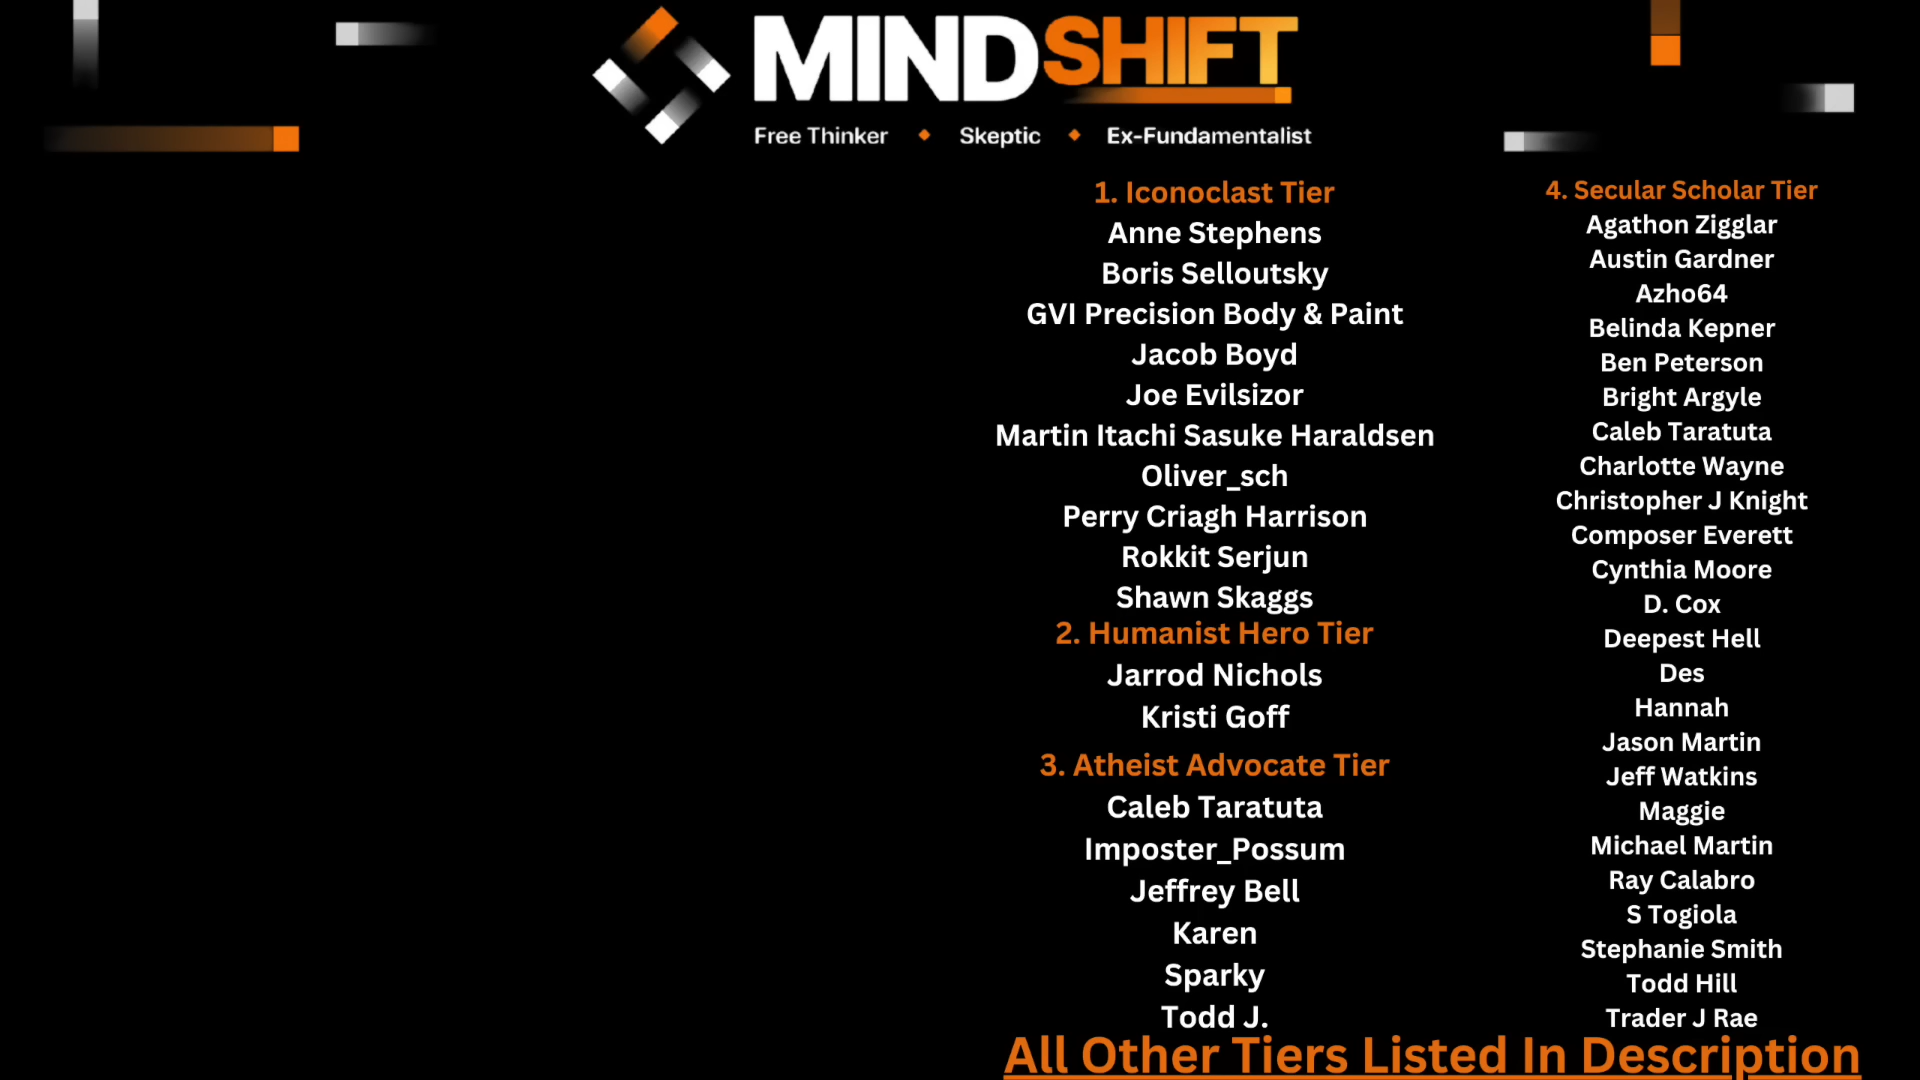 MINDSHIFT
Free Thinker ◆ Skeptic ◆ Ex-Fundamentalist
1. Iconoclast Tier
Anne Stephens
Boris Selloutsky
GVI Precision Body & Paint
Jacob Boyd
Joe Evilsizor
Martin Itachi Sasuke Haraldsen
Oliver_sch
Perry Criagh Harrison
Rokkit Serjun
Shawn Skaggs
2. Humanist Hero Tier
Jarrod Nichols
Kristi Goff
3. Atheist Advocate Tier
Caleb Taratuta
Imposter_Possum
Jeffrey Bell
Karen
Sparky
Todd J.
4. Secular Scholar Tier
Agathon Zigglar
Austin Gardner
Azho64
Belinda Kepner
Ben Peterson
Bright Argyle
Caleb Taratuta
Charlotte Wayne
Christopher J Knight
Composer Everett
Cynthia Moore
D. Cox
Deepest Hell
Des
Hannah
Jason Martin
Jeff Watkins
Maggie
Michael Martin
Ray Calabro
S Togiola
Stephanie Smith
Todd Hill
Trader J Rae
All Other Tiers Listed In Description